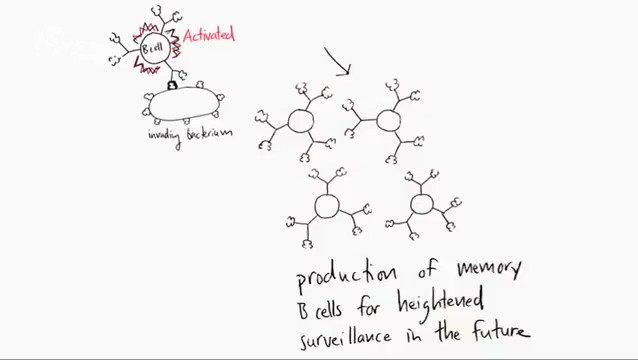 B cell
Activated
invading bacterium
production of memory
B cells for heightened
surveillance in the future